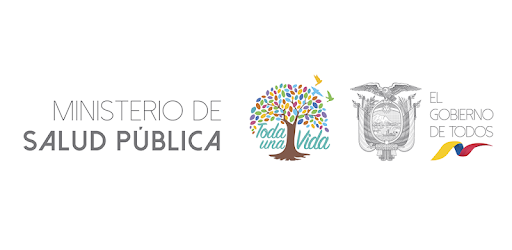 MINISTERIO DE
SALUD PÚBLICA
Toda
una Vida
EL
GOBIERNO
DE TODOS